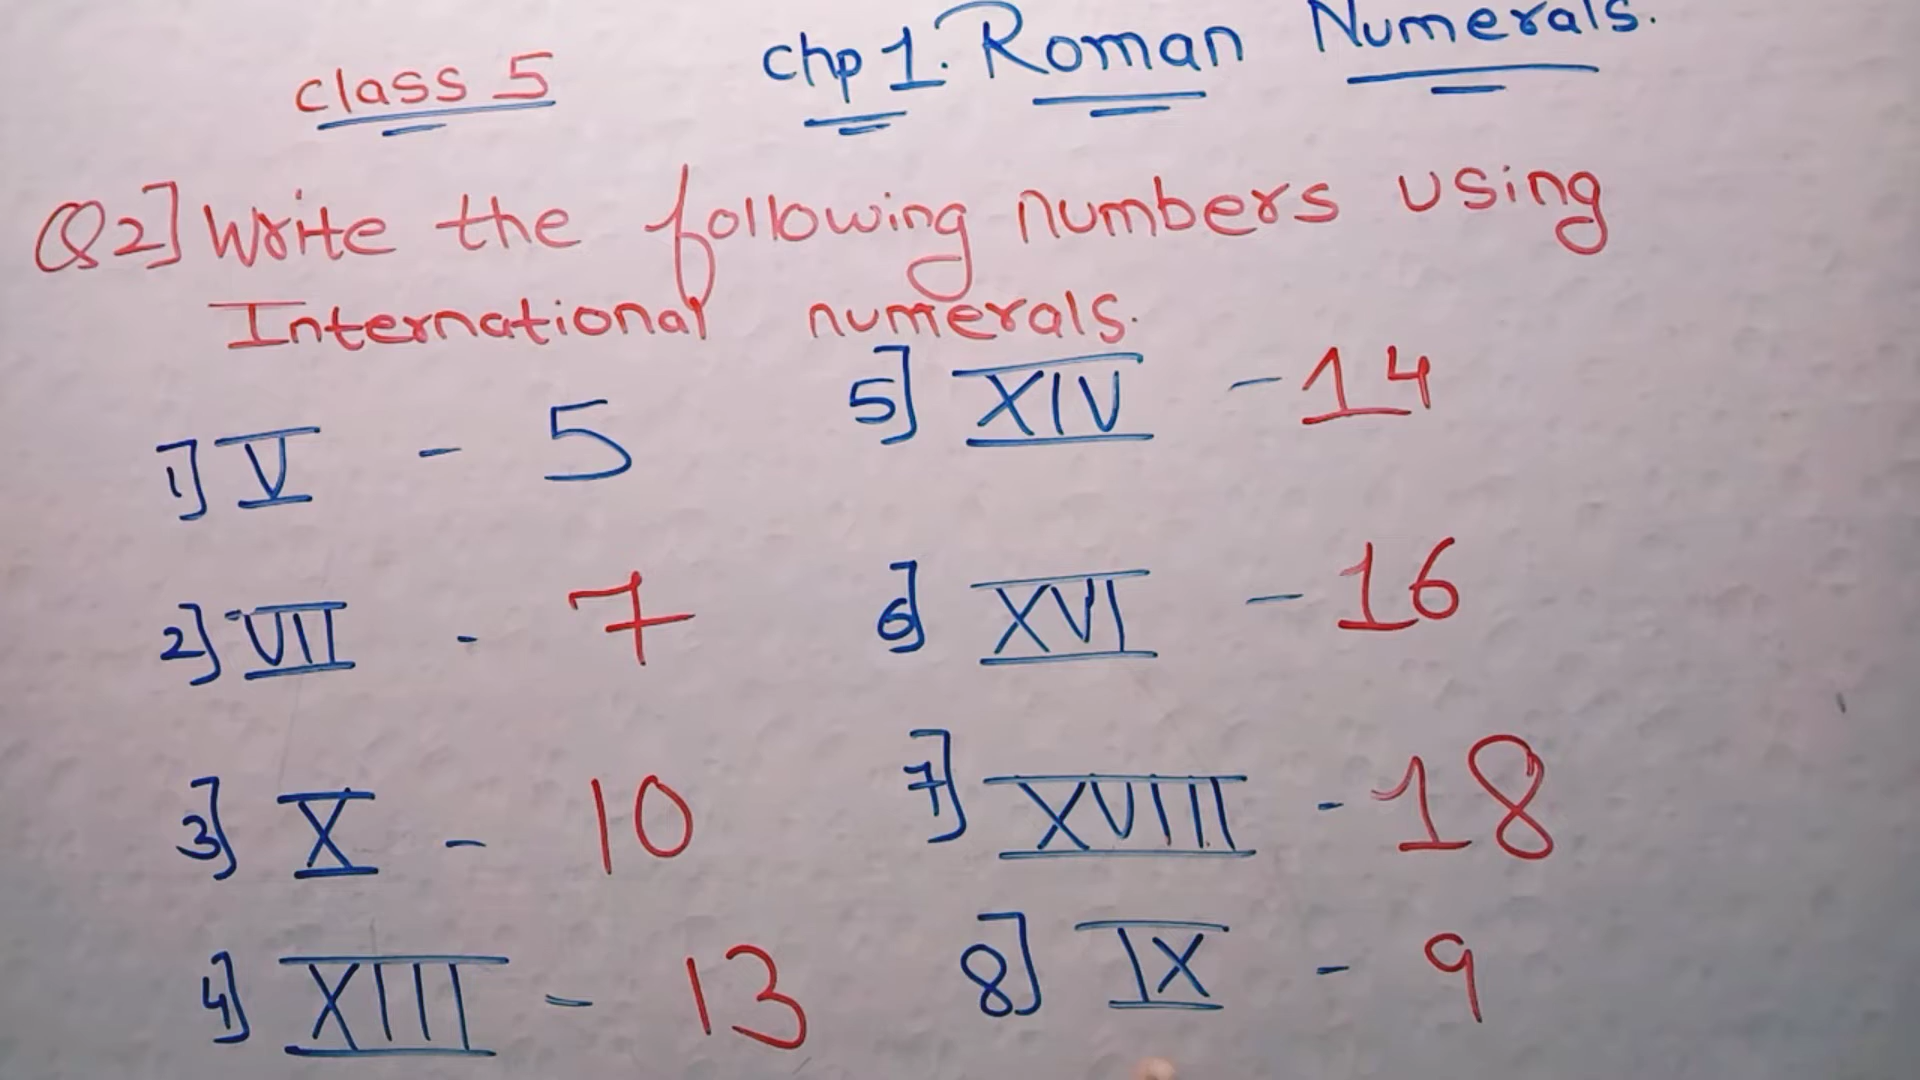 class 5 chp 1. Roman Numerals.
Q2] Write the following numbers using
International numerals.
1] V - 5
2] VII - 7
3] X - 10
4] XIII - 13
5] XIV - 14
6] XVI - 16
7] XVIII - 18
8] IX - 9